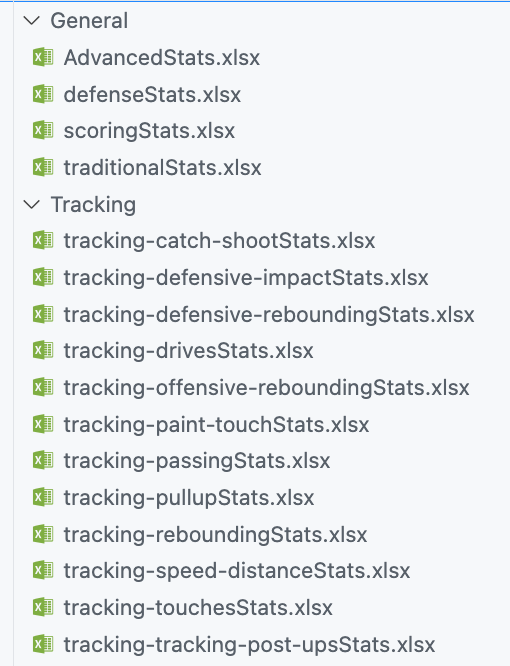 General
AdvancedStats.xlsx
defenseStats.xlsx
scoringStats.xlsx
traditionalStats.xlsx
Tracking
tracking-catch-shootStats.xlsx
tracking-defensive-impactStats.xlsx
tracking-defensive-reboundingStats.xlsx
tracking-drivesStats.xlsx
tracking-offensive-reboundingStats.xlsx
tracking-paint-touchStats.xlsx
tracking-passingStats.xlsx
tracking-pullupStats.xlsx
tracking-reboundingStats.xlsx
tracking-speed-distanceStats.xlsx
tracking-touchesStats.xlsx
tracking-tracking-post-upsStats.xlsx